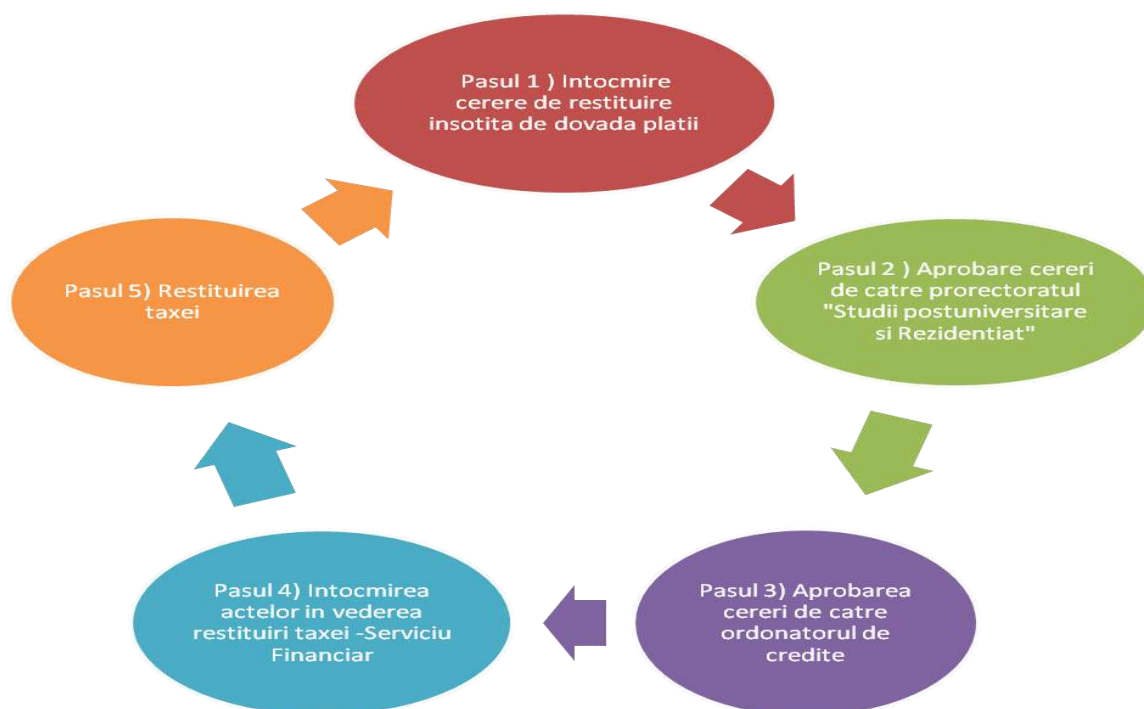 Pasul 1 ) Intocmire
cerere de restituire
insotita de dovada platii
Pasul 2 ) Aprobare cereri
de catre prorectoratul
"Studii postuniversitare
si Rezidentiat"
Pasul 3) Aprobarea
cereri de catre
ordonatorul de
credite
Pasul 4) Intocmirea
actelor in vederea
restituiri taxei -Serviciu
Financiar
Pasul 5) Restituirea
taxei